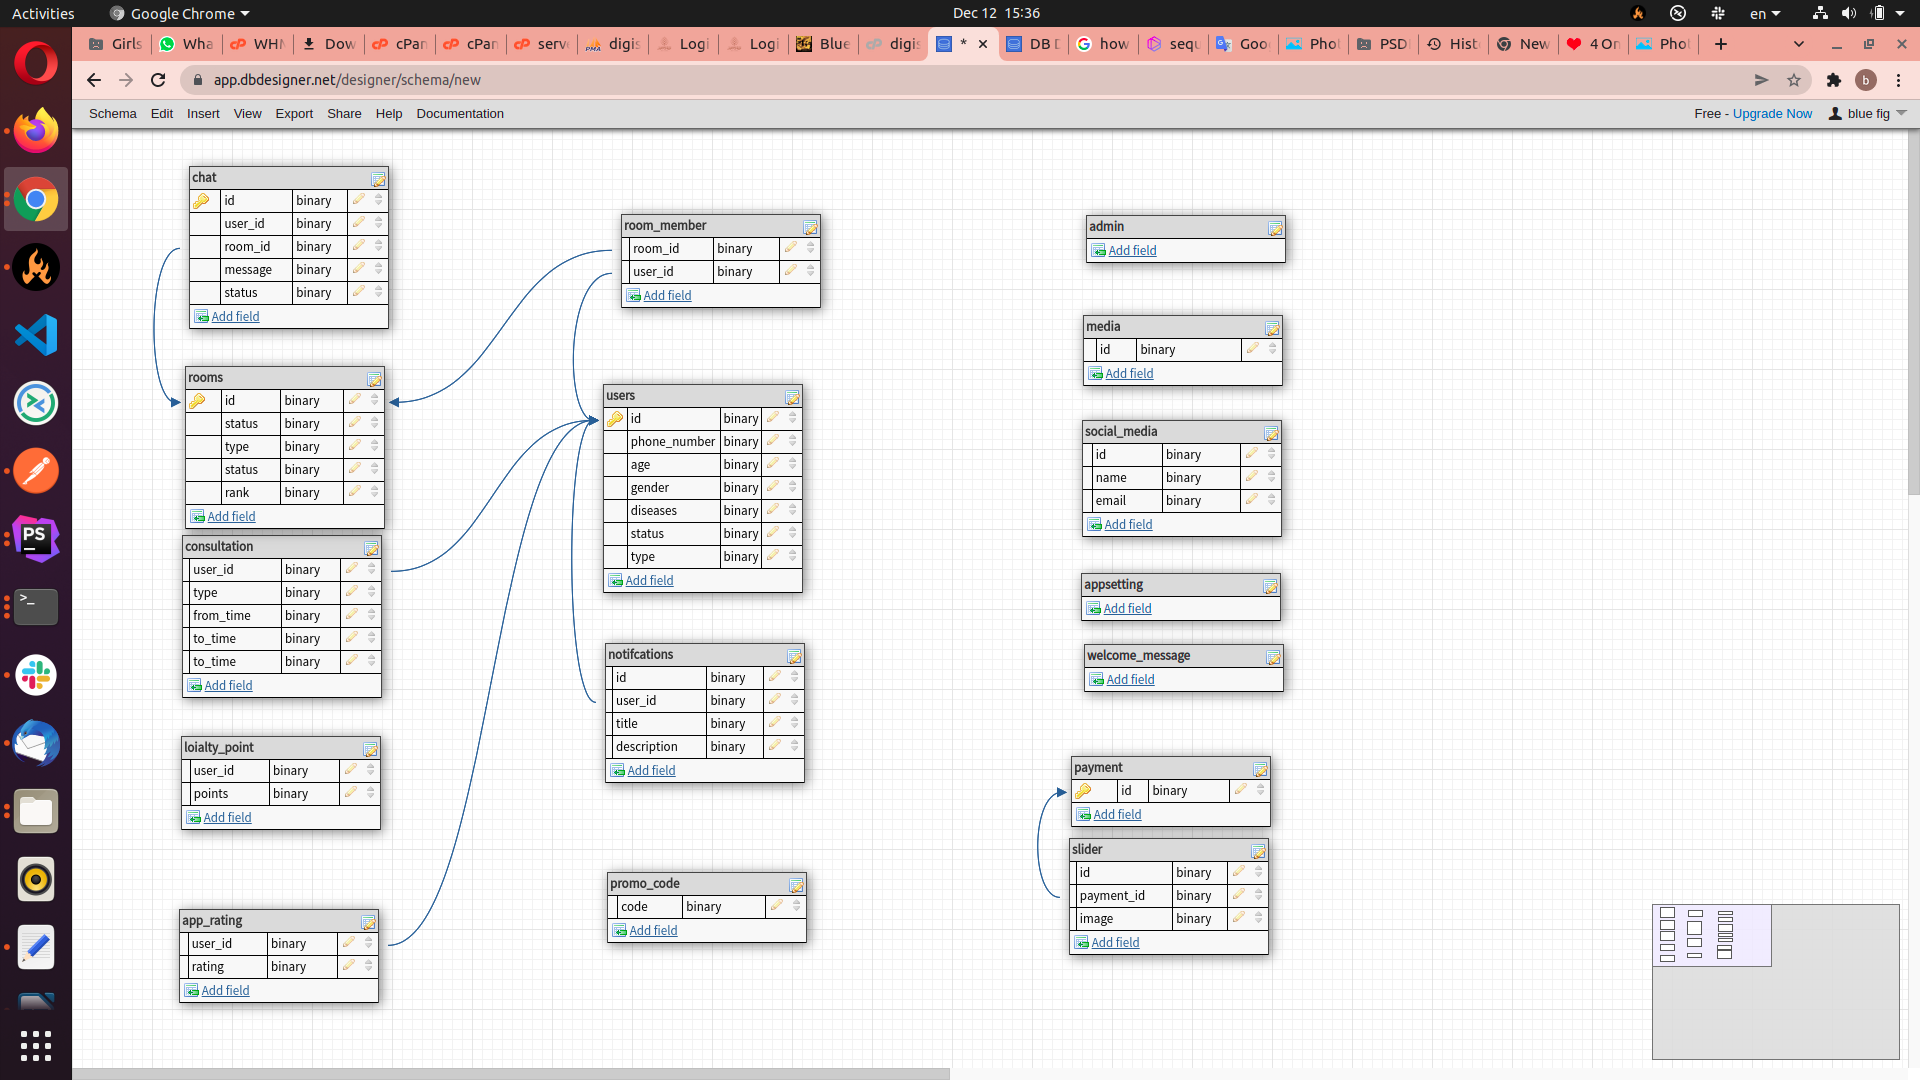 Activities
Google Chrome
Dec 12 15:36
en
Girls
Wha
WHM
Dow
cPan
cPan
serve
digis
Logi
Logi
Blue
digis
*
DB D
how
sequ
Goog
Phot
PSD
Hist
New
4 On
Phot
app.dbdesigner.net/designer/schema/new
b
Schema Edit Insert View Export Share Help Documentation
Free - Upgrade Now
blue fig
chat
id binary
user_id binary
room_id binary
message binary
status binary
Add field
rooms
id binary
status binary
type binary
status binary
rank binary
Add field
consultation
user_id binary
type binary
from_time binary
to_time binary
to_time binary
Add field
loialty_point
user_id binary
points binary
Add field
app_rating
user_id binary
rating binary
Add field
room_member
room_id binary
user_id binary
Add field
users
id binary
phone_number binary
age binary
gender binary
diseases binary
status binary
type binary
Add field
notifcations
id binary
user_id binary
title binary
description binary
Add field
promo_code
code binary
Add field
admin
Add field
media
id binary
Add field
social_media
id binary
name binary
email binary
Add field
appsetting
Add field
welcome_message
Add field
payment
id binary
Add field
slider
id binary
payment_id binary
image binary
Add field